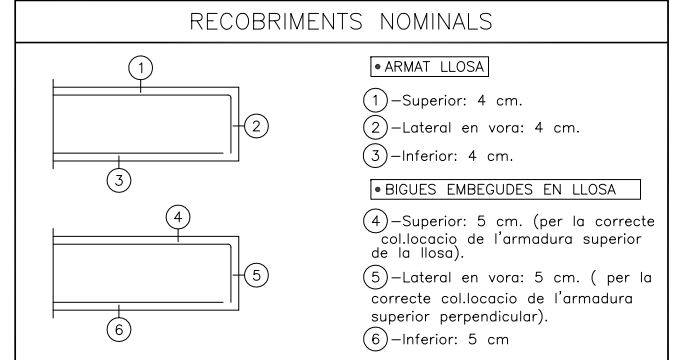 RECOBRIMENTS NOMINALS
1
2
3
• ARMAT LLOSA
1 -Superior: 4 cm.
2 -Lateral en vora: 4 cm.
3 -Inferior: 4 cm.
4
5
6
• BIGUES EMBEGUDES EN LLOSA
4 -Superior: 5 cm. (per la correcte
col.locacio de l'armadura superior
de la llosa).
5 -Lateral en vora: 5 cm. ( per la
correcte col.locacio de l'armadura
superior perpendicular).
6 -Inferior: 5 cm